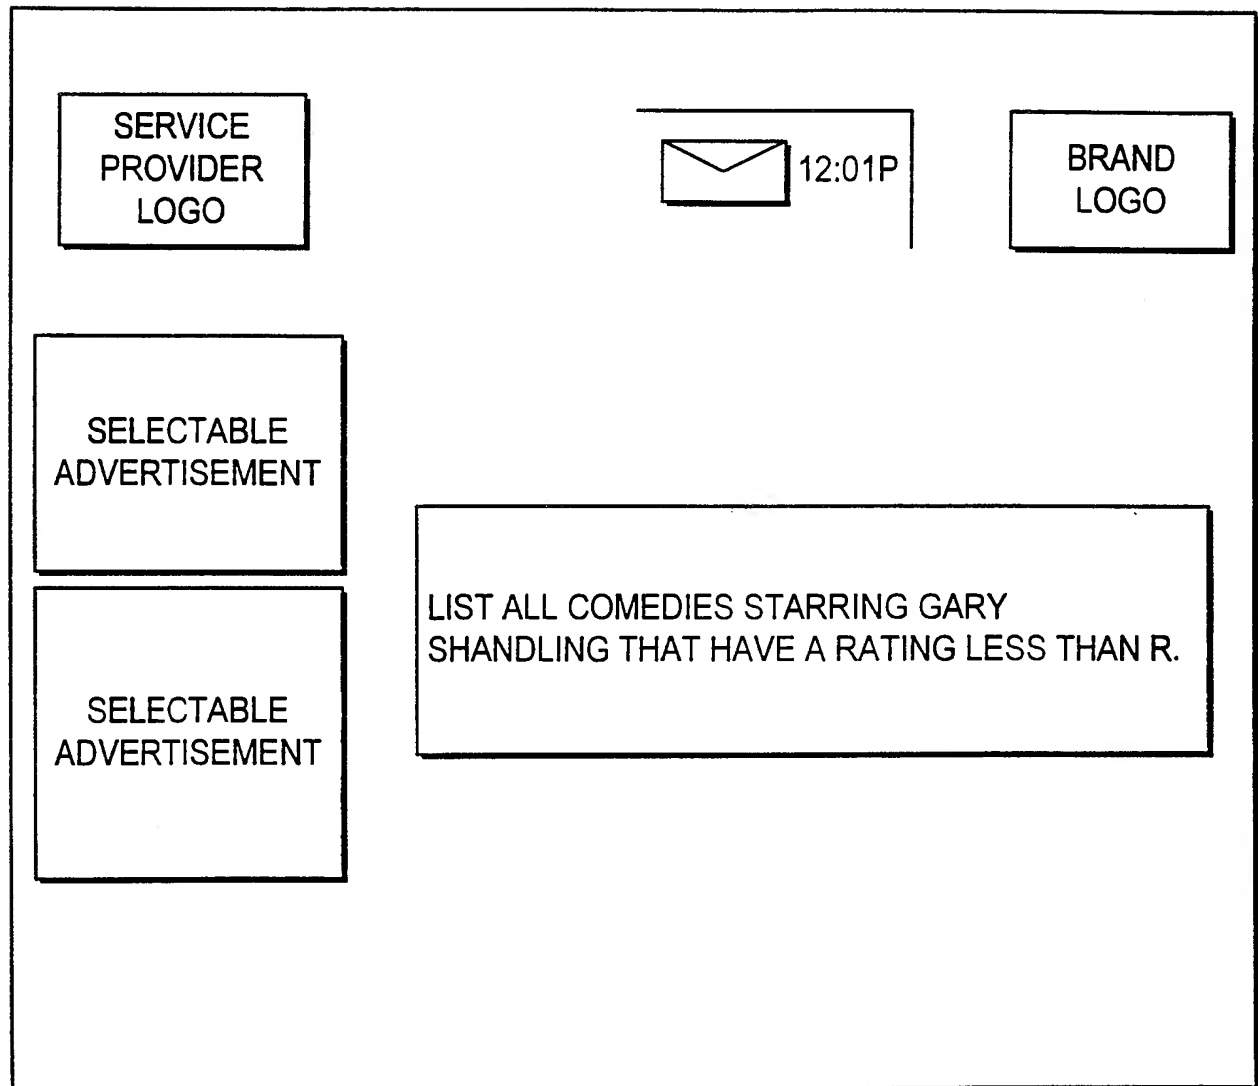 SERVICE
PROVIDER
LOGO
12:01P
BRAND
LOGO
SELECTABLE
ADVERTISEMENT
LIST ALL COMEDIES STARRING GARY
SHANDLING THAT HAVE A RATING LESS THAN R.
SELECTABLE
ADVERTISEMENT